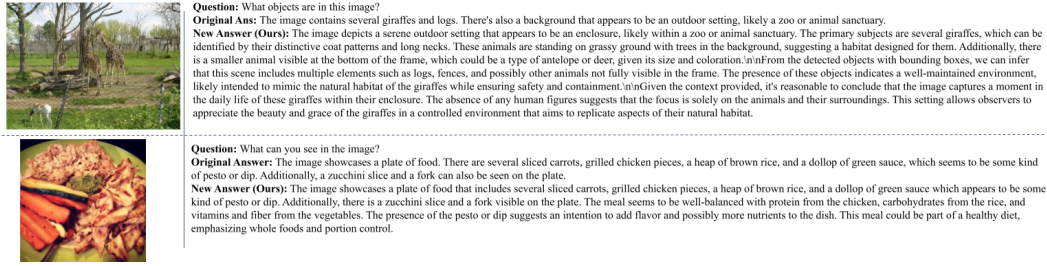 Question: What objects are in this image?
Original Ans: The image contains several giraffes and logs. There's also a background that appears to be an outdoor setting, likely a zoo or animal sanctuary.
New Answer (Ours): The image depicts a serene outdoor setting that appears to be an enclosure, likely within a zoo or animal sanctuary. The primary subjects are several giraffes, which can be
identified by their distinctive coat patterns and long necks. These animals are standing on grassy ground with trees in the background, suggesting a habitat designed for them. Additionally, there
is a smaller animal visible at the bottom of the frame, which could be a type of antelope or deer, given its size and coloration.\n\nFrom the detected objects with bounding boxes, we can infer
that this scene includes multiple elements such as logs, fences, and possibly other animals not fully visible in the frame. The presence of these objects indicates a well-maintained environment,
likely intended to mimic the natural habitat of the giraffes while ensuring safety and containment.\n\nGiven the context provided, it's reasonable to conclude that the image captures a moment in
the daily life of these giraffes within their enclosure. The absence of any human figures suggests that the focus is solely on the animals and their surroundings. This setting allows observers to
appreciate the beauty and grace of the giraffes in a controlled environment that aims to replicate aspects of their natural habitat.
Question: What can you see in the image?
Original Answer: The image showcases a plate of food. There are several sliced carrots, grilled chicken pieces, a heap of brown rice, and a dollop of green sauce, which seems to be some kind
of pesto or dip. Additionally, a zucchini slice and a fork can also be seen on the plate.
New Answer (Ours): The image showcases a plate of food that includes several sliced carrots, grilled chicken pieces, a heap of brown rice, and a dollop of green sauce which appears to be some
kind of pesto or dip. Additionally, there is a zucchini slice and a fork visible on the plate. The meal seems to be well-balanced with protein from the chicken, carbohydrates from the rice, and
vitamins and fiber from the vegetables. The presence of the pesto or dip suggests an intention to add flavor and possibly more nutrients to the dish. This meal could be part of a healthy diet,
emphasizing whole foods and portion control.